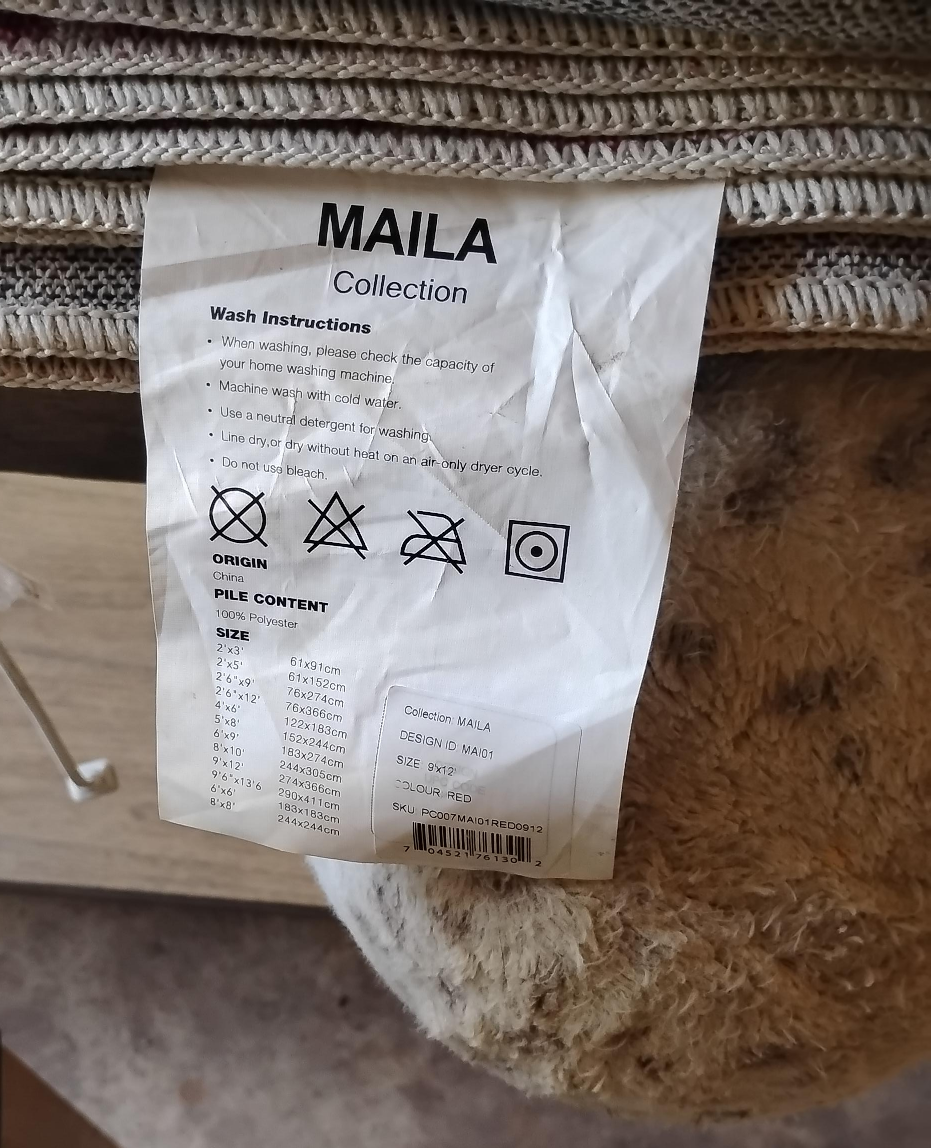 MAILA
Collection
Wash Instructions
• When washing, please check the capacity of
your home washing machine.
• Machine wash with cold water.
• Use a neutral detergent for washing.
• Line dry,or dry without heat on an air-only dryer cycle.
• Do not use bleach.
ORIGIN
China
PILE CONTENT
100% Polyester
SIZE
2'x3' 61x91cm
2'x5' 61x152cm
2'6"x9' 76x274cm
2'6"x12' 76x366cm
4'x6' 122x183cm
5'x8' 152x244cm
6'x9' 183x274cm
8'x10' 244x305cm
9'x12' 274x366cm
9'6"x13'6 290x411cm
6'x6' 183x183cm
8'x8' 244x244cm
Collection: MAILA
DESIGN ID: MAI01
SIZE: 9'x12'
COLOUR: RED
SKU: PC007MAI01RED0912
7 04521 76130 2